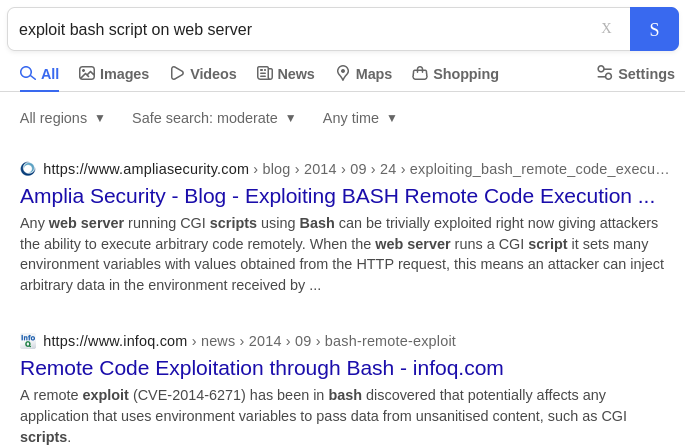 exploit bash script on web server X S
All Images Videos News Maps Shopping Settings
All regions ▼ Safe search: moderate ▼ Any time ▼
https://www.ampliasecurity.com › blog › 2014 › 09 › 24 › exploiting_bash_remote_code_execu…
Amplia Security - Blog - Exploiting BASH Remote Code Execution ...
Any web server running CGI scripts using Bash can be trivially exploited right now giving attackers
the ability to execute arbitrary code remotely. When the web server runs a CGI script it sets many
environment variables with values obtained from the HTTP request, this means an attacker can inject
arbitrary data in the environment received by ...
Info Q https://www.infoq.com › news › 2014 › 09 › bash-remote-exploit
Remote Code Exploitation through Bash - infoq.com
A remote exploit (CVE-2014-6271) has been in bash discovered that potentially affects any
application that uses environment variables to pass data from unsanitised content, such as CGI
scripts.